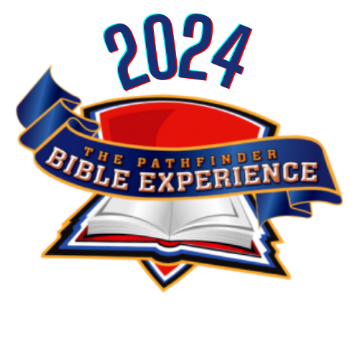 2024
THE PATHFINDER
BIBLE EXPERIENCE